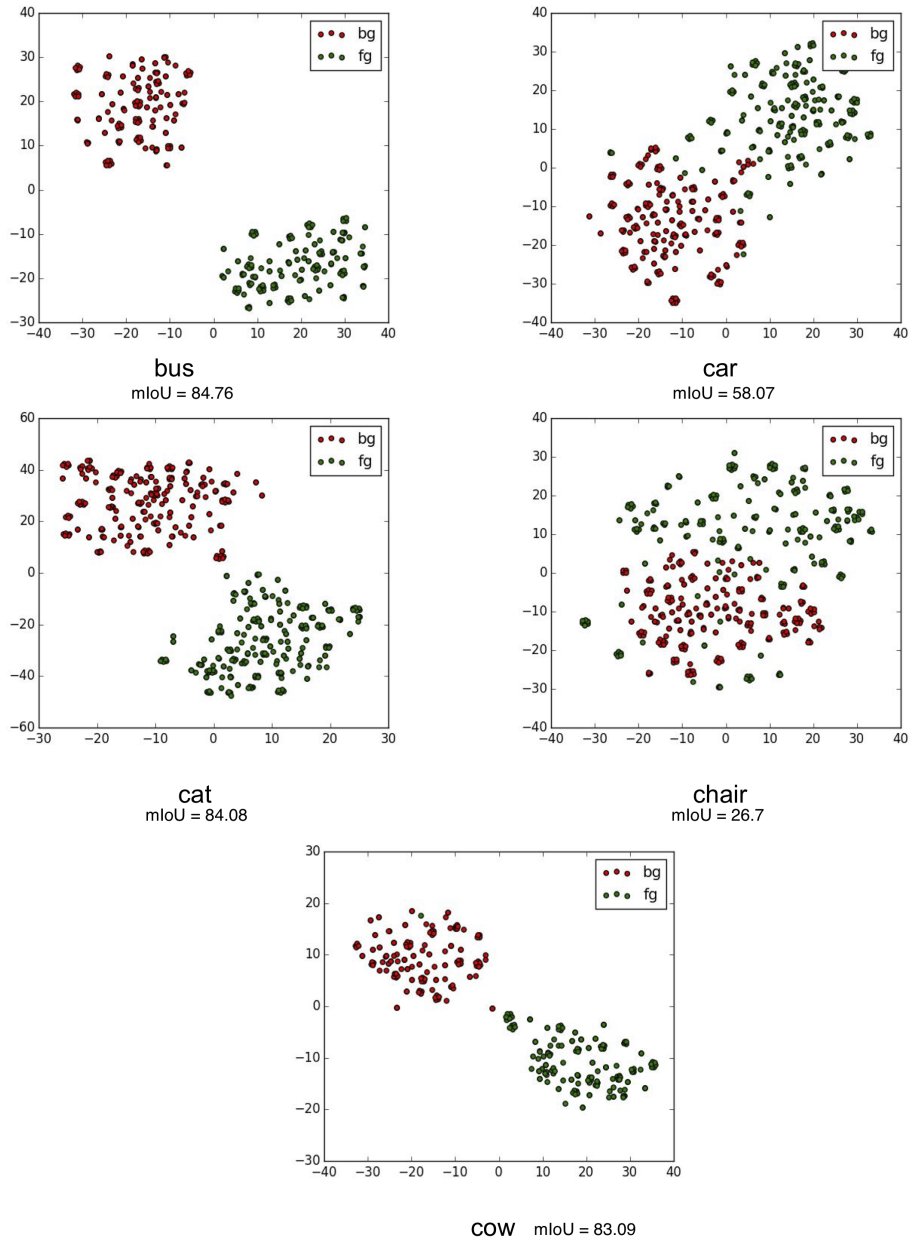 40
30
20
10
0
−10
−20
−30
−40 −30 −20 −10 0 10 20 30 40
bg
fg
bus
mIoU = 84.76
40
30
20
10
0
−10
−20
−30
−40
−40 −30 −20 −10 0 10 20 30 40
bg
fg
car
mIoU = 58.07
60
40
20
0
−20
−40
−60
−30 −20 −10 0 10 20 30
bg
fg
cat
mIoU = 84.08
40
30
20
10
0
−10
−20
−30
−40
−40 −30 −20 −10 0 10 20 30 40
bg
fg
chair
mIoU = 26.7
30
20
10
0
−10
−20
−30
−40 −30 −20 −10 0 10 20 30 40
bg
fg
cow mIoU = 83.09